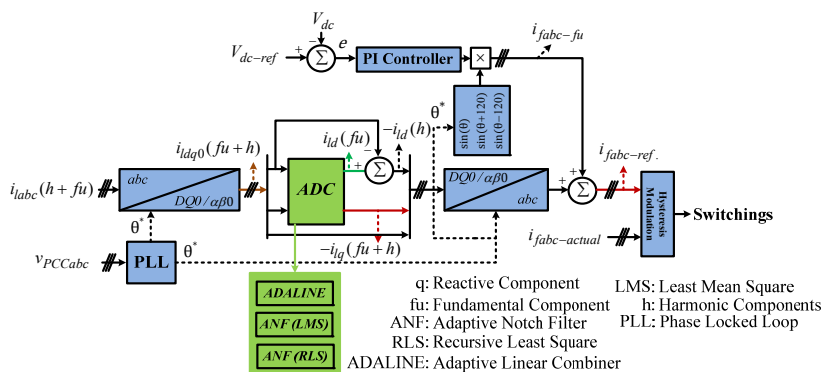 V_dc
V_dc-ref
−
+
Σ
e
PI Controller
×
i_fabc-fu
θ*
sin(θ)
sin(θ+120)
sin(θ−120)
i_labc(h+fu)
abc
DQ0/αβ0
i_ldq0(fu+h)
ADC
i_ld(fu)
−
+
Σ
−i_ld(h)
−i_lq(fu+h)
DQ0/αβ0
abc
+
+
Σ
i_fabc-ref.
i_fabc-actual
Hysteresis
Modulation
Switchings
θ*
v_PCCabc
PLL
θ*
ADALINE
ANF(LMS)
ANF(RLS)
q: Reactive Component
fu: Fundamental Component
ANF: Adaptive Notch Filter
RLS: Recursive Least Square
ADALINE: Adaptive Linear Combiner
LMS: Least Mean Square
h: Harmonic Components
PLL: Phase Locked Loop